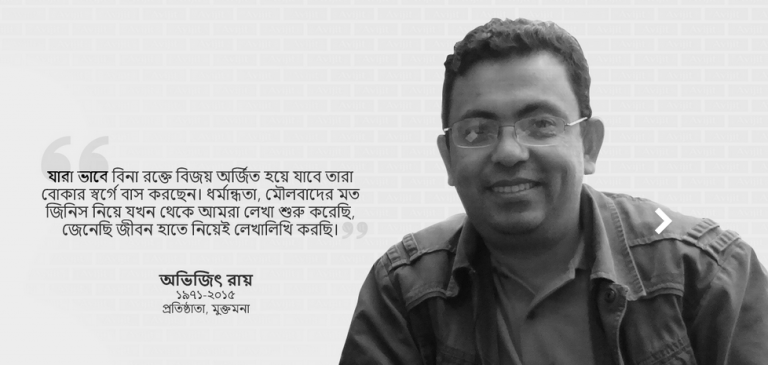 যারা ভাবে বিনা রক্তে বিজয় অর্জিত হয়ে যাবে তারা
বোকার স্বর্গে বাস করছেন। ধর্মান্ধতা, মৌলবাদের মত
জিনিস নিয়ে যখন থেকে আমরা লেখা শুরু করেছি,
জেনেছি জীবন হাতে নিয়েই লেখালিখি করছি।
অভিজিৎ রায়
১৯৭১-২০১৫
প্রতিষ্ঠাতা, মুক্তমনা